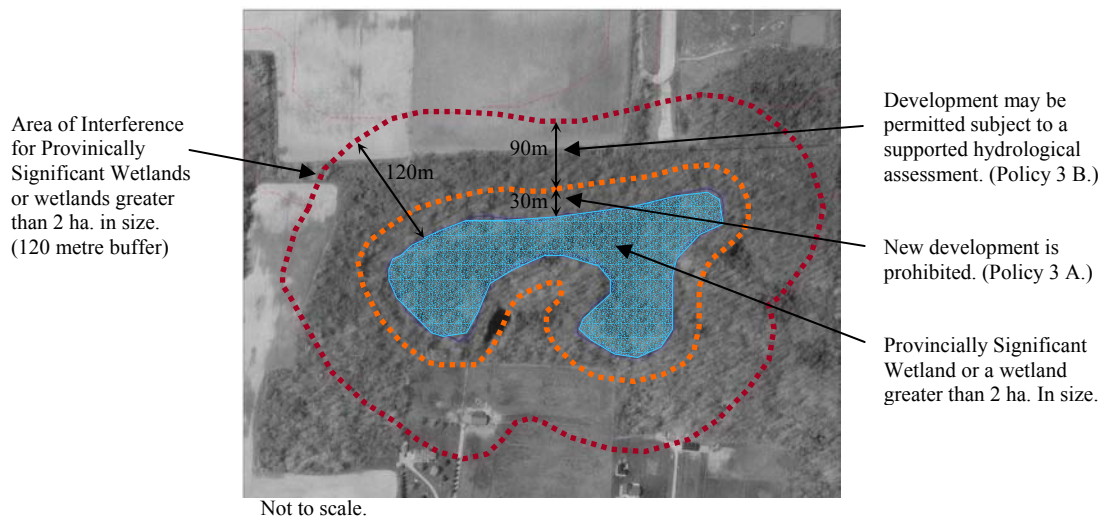 Area of Interference
for Provinically
Significant Wetlands
or wetlands greater
than 2 ha. in size.
(120 metre buffer)
120m
90m
30m
Development may be
permitted subject to a
supported hydrological
assessment. (Policy 3 B.)
New development is
prohibited. (Policy 3 A.)
Provincially Significant
Wetland or a wetland
greater than 2 ha. In size.
Not to scale.